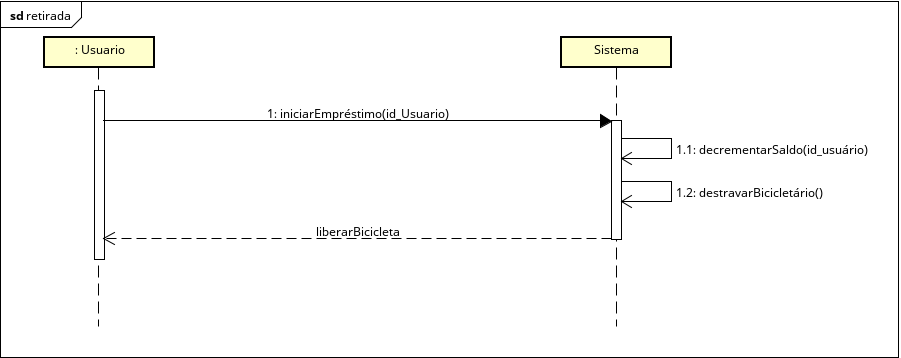 sd retirada
: Usuario
Sistema
1: iniciarEmpréstimo(id_Usuario)
1.1: decrementarSaldo(id_usuário)
1.2: destravarBicicletário()
liberarBicicleta